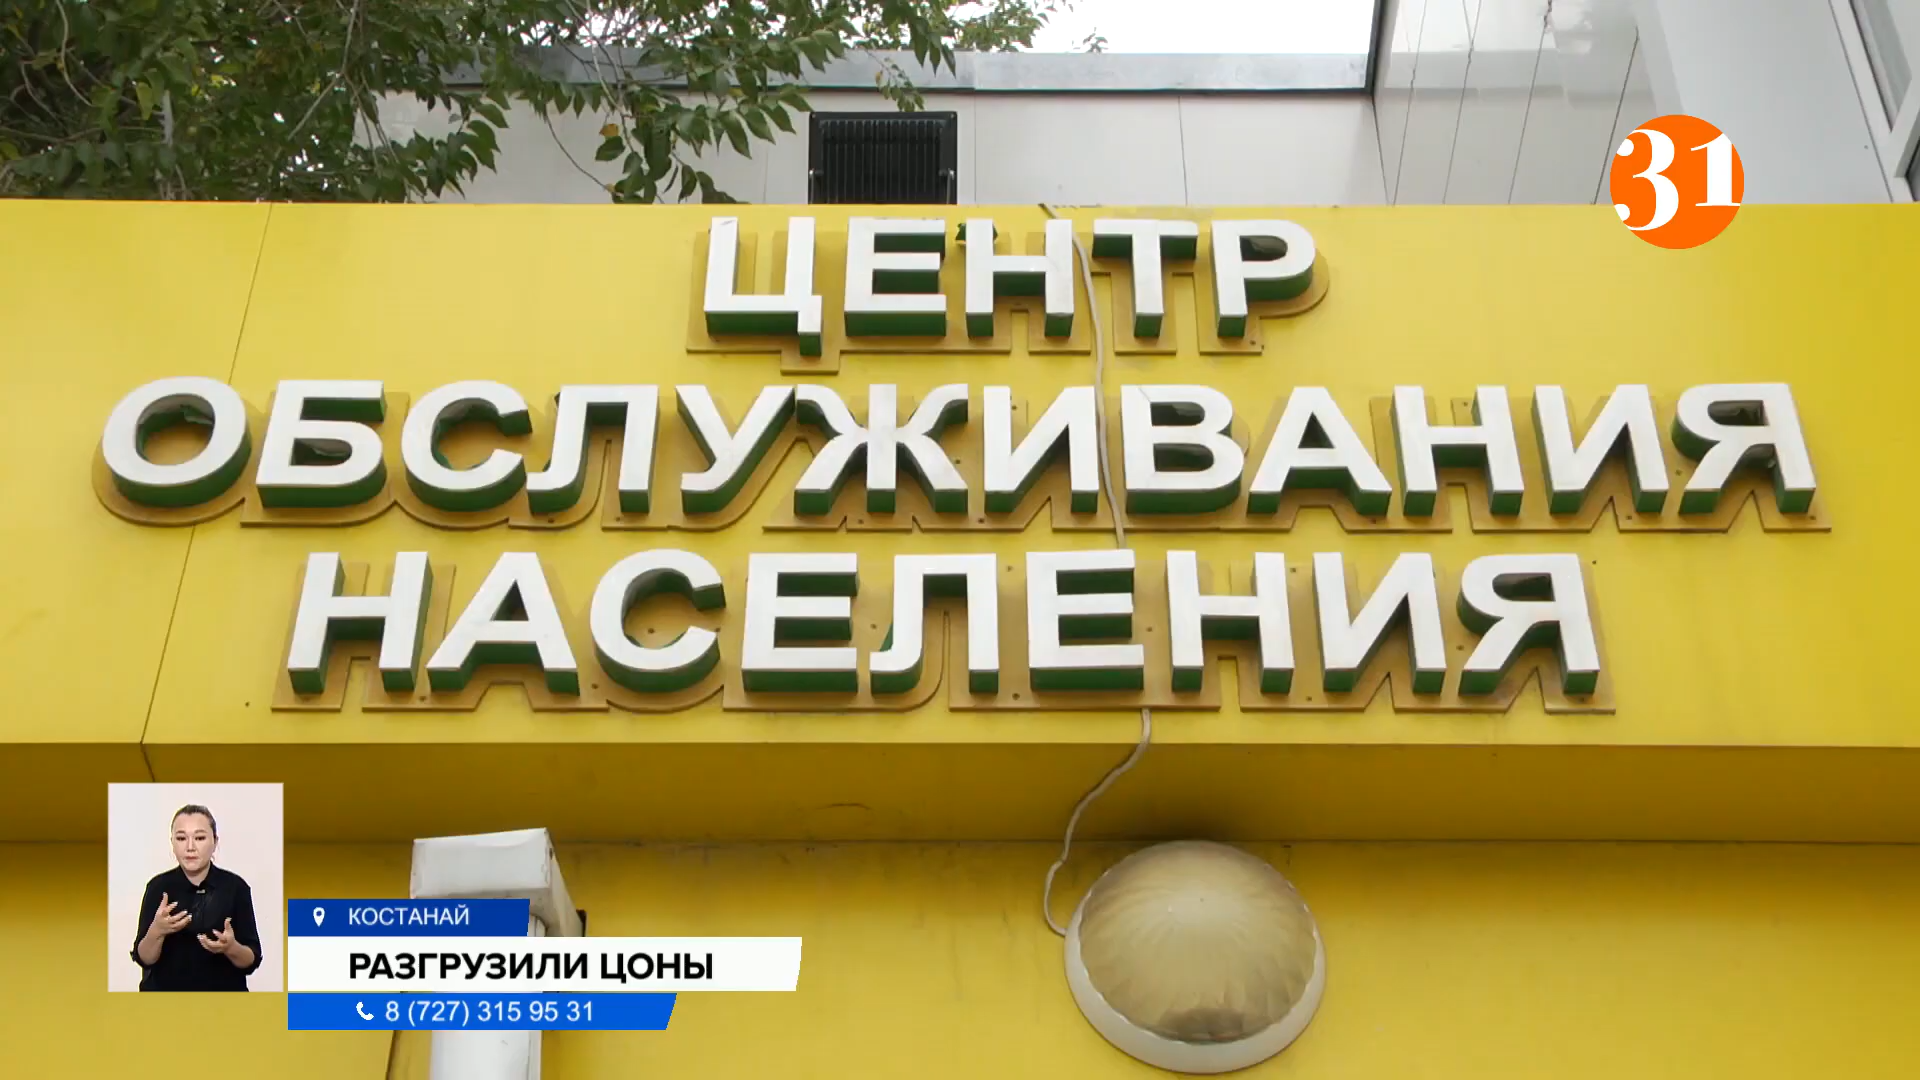 31
ЦЕНТР
ОБСЛУЖИВАНИЯ
НАСЕЛЕНИЯ
КОСТАНАЙ
РАЗГРУЗИЛИ ЦОНЫ
8 (727) 315 95 31